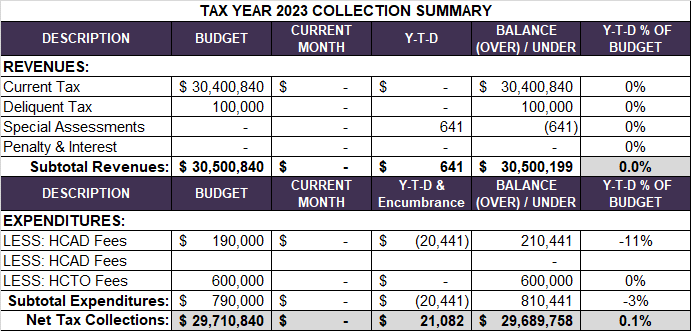 TAX YEAR 2023 COLLECTION SUMMARY
DESCRIPTION BUDGET CURRENT MONTH Y-T-D BALANCE (OVER) / UNDER Y-T-D % OF BUDGET
REVENUES:
Current Tax $ 30,400,840 $ - $ - $ 30,400,840 0%
Deliquent Tax 100,000 - - 100,000 0%
Special Assessments - - 641 (641) 0%
Penalty & Interest - - - - 0%
Subtotal Revenues: $ 30,500,840 $ - $ 641 $ 30,500,199 0.0%
DESCRIPTION BUDGET CURRENT MONTH Y-T-D & Encumbrance BALANCE (OVER) / UNDER Y-T-D % OF BUDGET
EXPENDITURES:
LESS: HCAD Fees $ 190,000 $ - $ (20,441) 210,441 -11%
LESS: HCAD Fees -
LESS: HCTO Fees 600,000 $ - 600,000 0%
Subtotal Expenditures: $ 790,000 $ - $ (20,441) 810,441 -3%
Net Tax Collections: $ 29,710,840 $ - $ 21,082 $ 29,689,758 0.1%